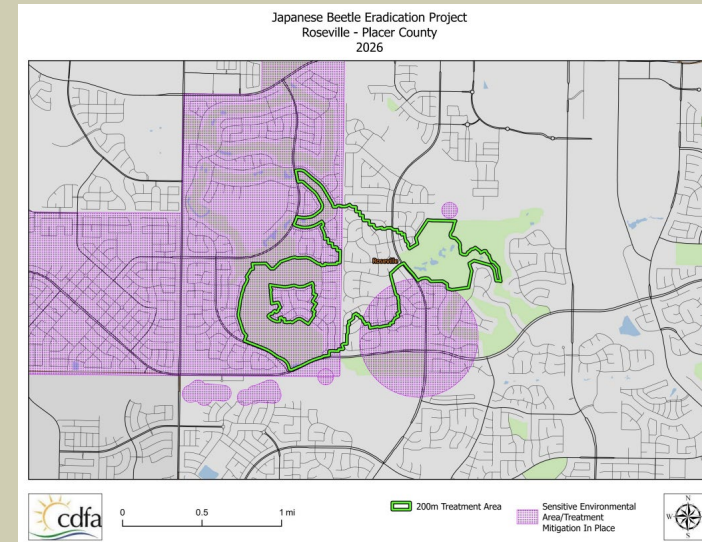 Japanese Beetle Eradication Project
Roseville - Placer County
2026
Roseville
cdfa
0 0.5 1 mi
200m Treatment Area
Sensitive Environmental
Area/Treatment
Mitigation In Place
N
W
S